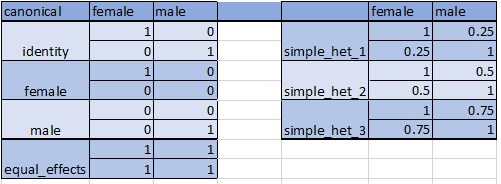 canonical female male female male
1 0 1 0.25
identity 0 1 simple_het_1 0.25 1
1 0 1 0.5
female 0 0 simple_het_2 0.5 1
0 0 1 0.75
male 0 1 simple_het_3 0.75 1
1 1
equal_effects 1 1